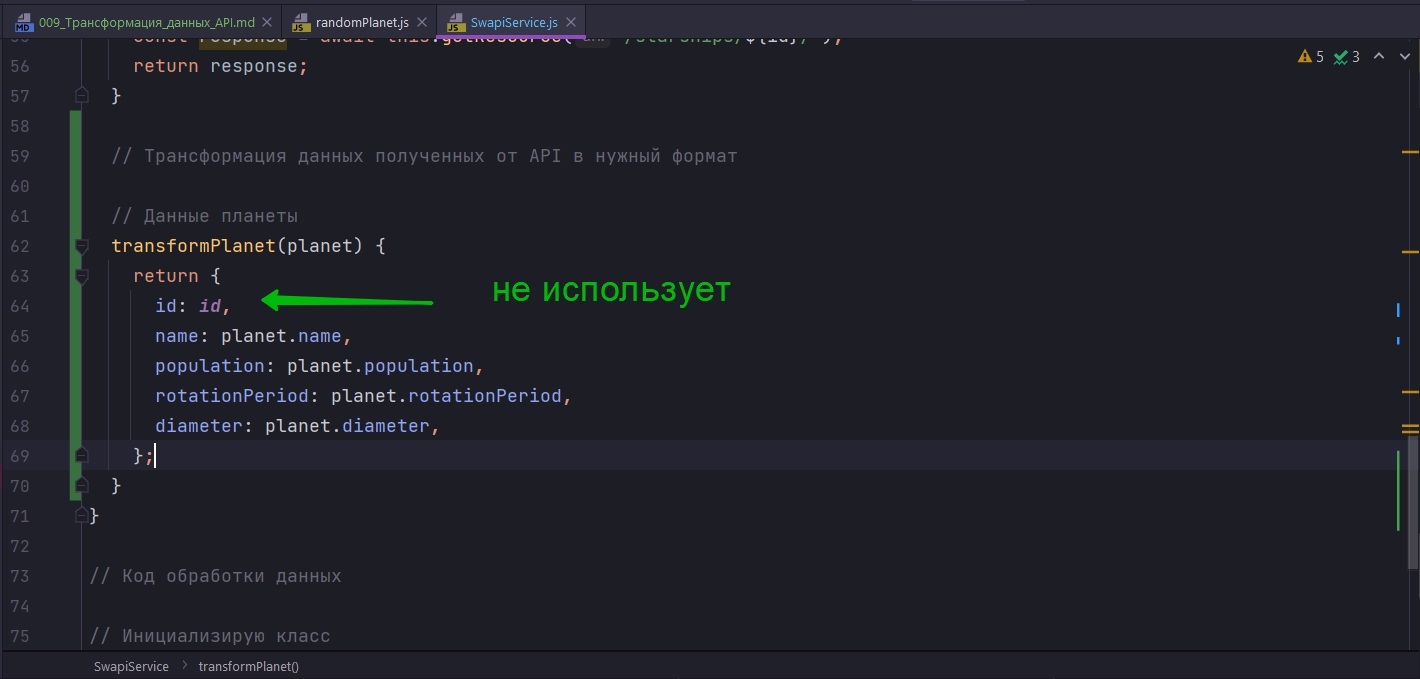 009_Трансформация_данных_API.md
randomPlanet.js
SwapiService.js
5 3
56 return response;
57 }
58
59 // Трансформация данных полученных от API в нужный формат
60
61 // Данные планеты
62 transformPlanet(planet) {
63 return {
64 id: id,
не использует
65 name: planet.name,
66 population: planet.population,
67 rotationPeriod: planet.rotationPeriod,
68 diameter: planet.diameter,
69 };
70 }
71 }
72
73 // Код обработки данных
74
75 // Инициализирую класс
SwapiService > transformPlanet()